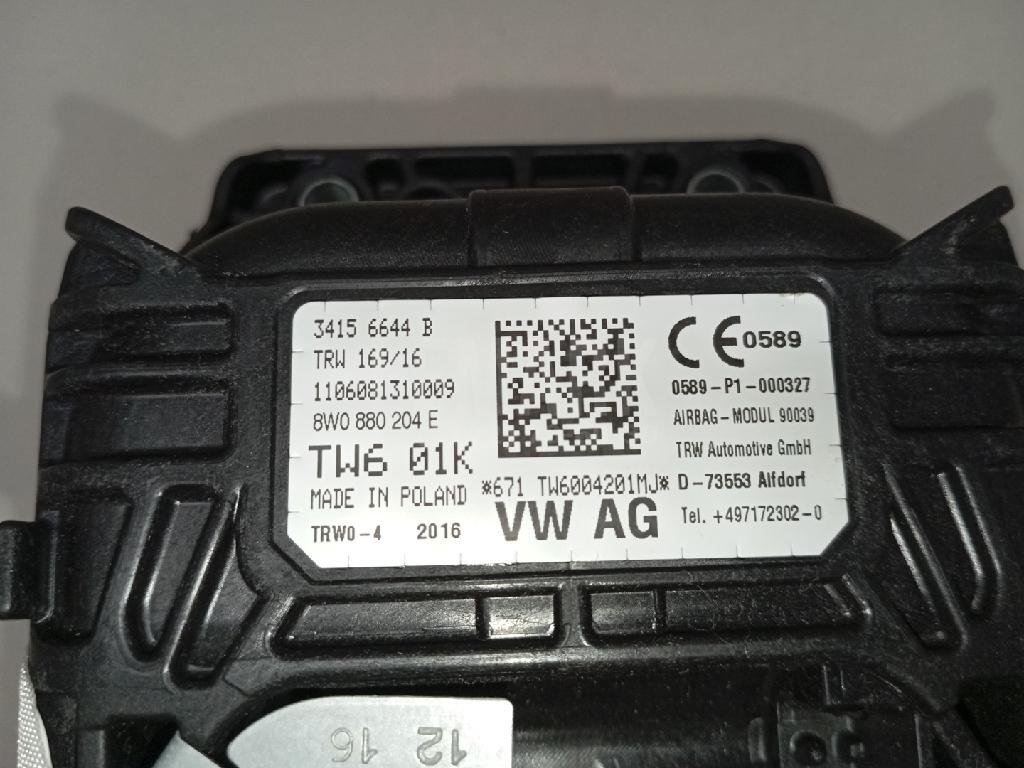 3415 6644 B
TRW 169/16
1106081310009
8W0 880 204 E
TW6 01K
MADE IN POLAND
TRW0-4 2016
*671 TW6004201MJ*
VW AG
CE 0589
0589-P1-000327
AIRBAG-MODUL 90039
TRW Automotive GmbH
D-73553 Alfdorf
Tel. +497172302-0
12 16